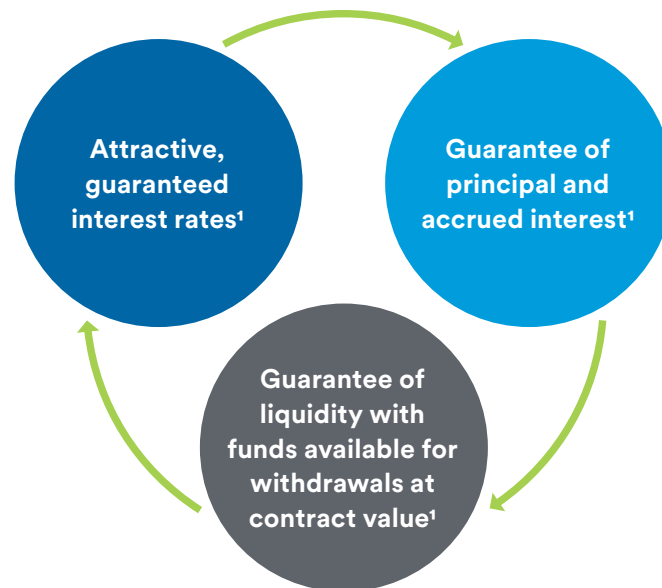 Attractive,
guaranteed
interest rates¹
Guarantee of
principal and
accrued interest¹
Guarantee of
liquidity with
funds available for
withdrawals at
contract value¹